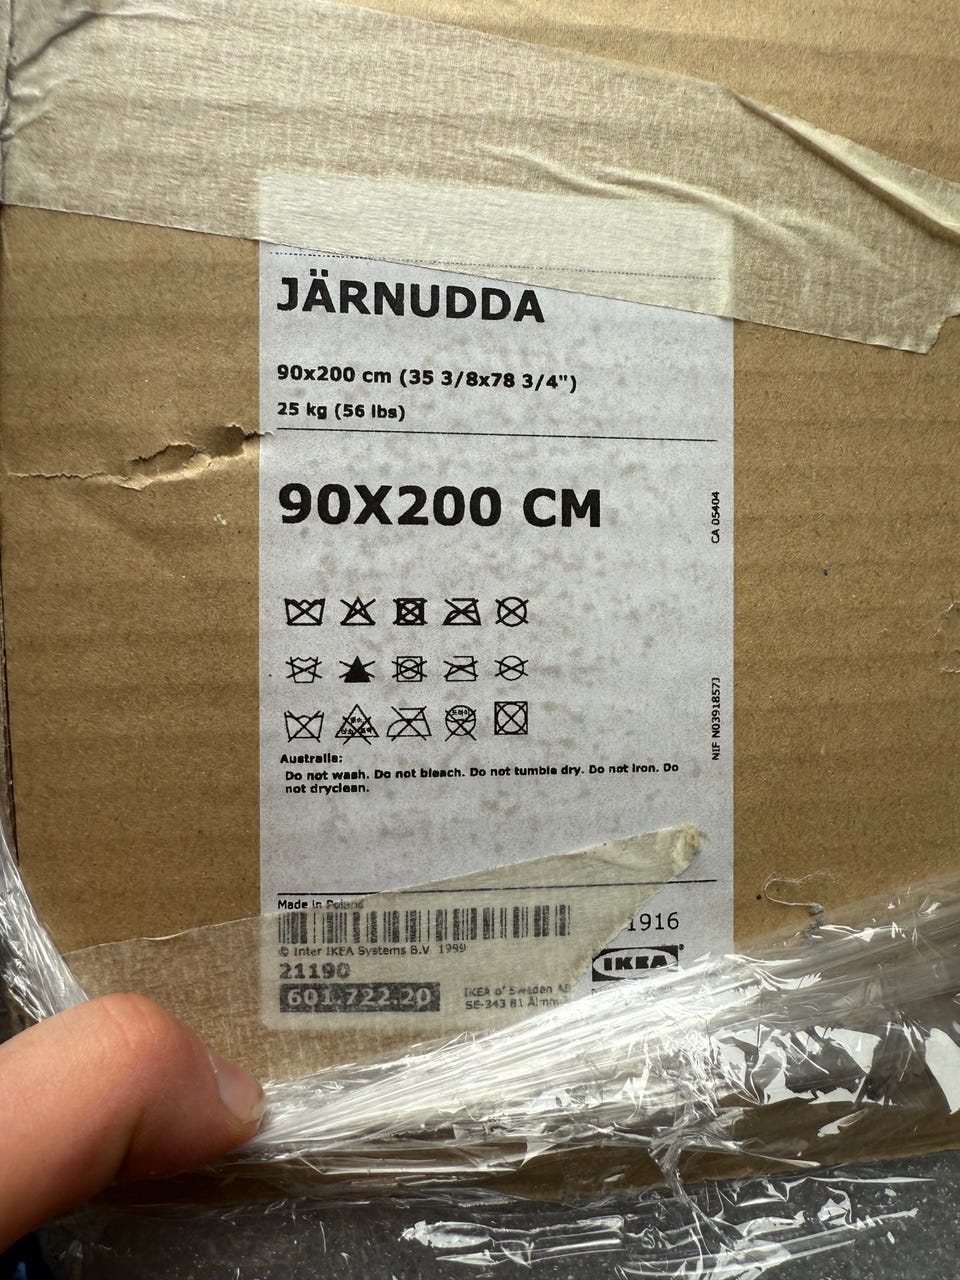 JÄRNUDDA
90x200 cm (35 3/8x78 3/4")
25 kg (56 lbs)
90X200 CM
CA 05404
NIF N0391857J
Australia:
Do not wash. Do not bleach. Do not tumble dry. Do not iron. Do
not dryclean.
Made in Poland
1916
© Inter IKEA Systems B.V 1999
21190
601.722.20
IKEA of Sweden AB
SE-343 81 Älmhu
IKEA